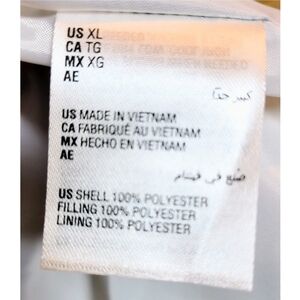 US XL
CA TG
MX XG
AE
كبير جدًا
US MADE IN VIETNAM
CA FABRIQUÉ AU VIETNAM
MX HECHO EN VIETNAM
AE
صنع في فيتنام
US SHELL 100% POLYESTER
FILLING 100% POLYESTER
LINING 100% POLYESTER